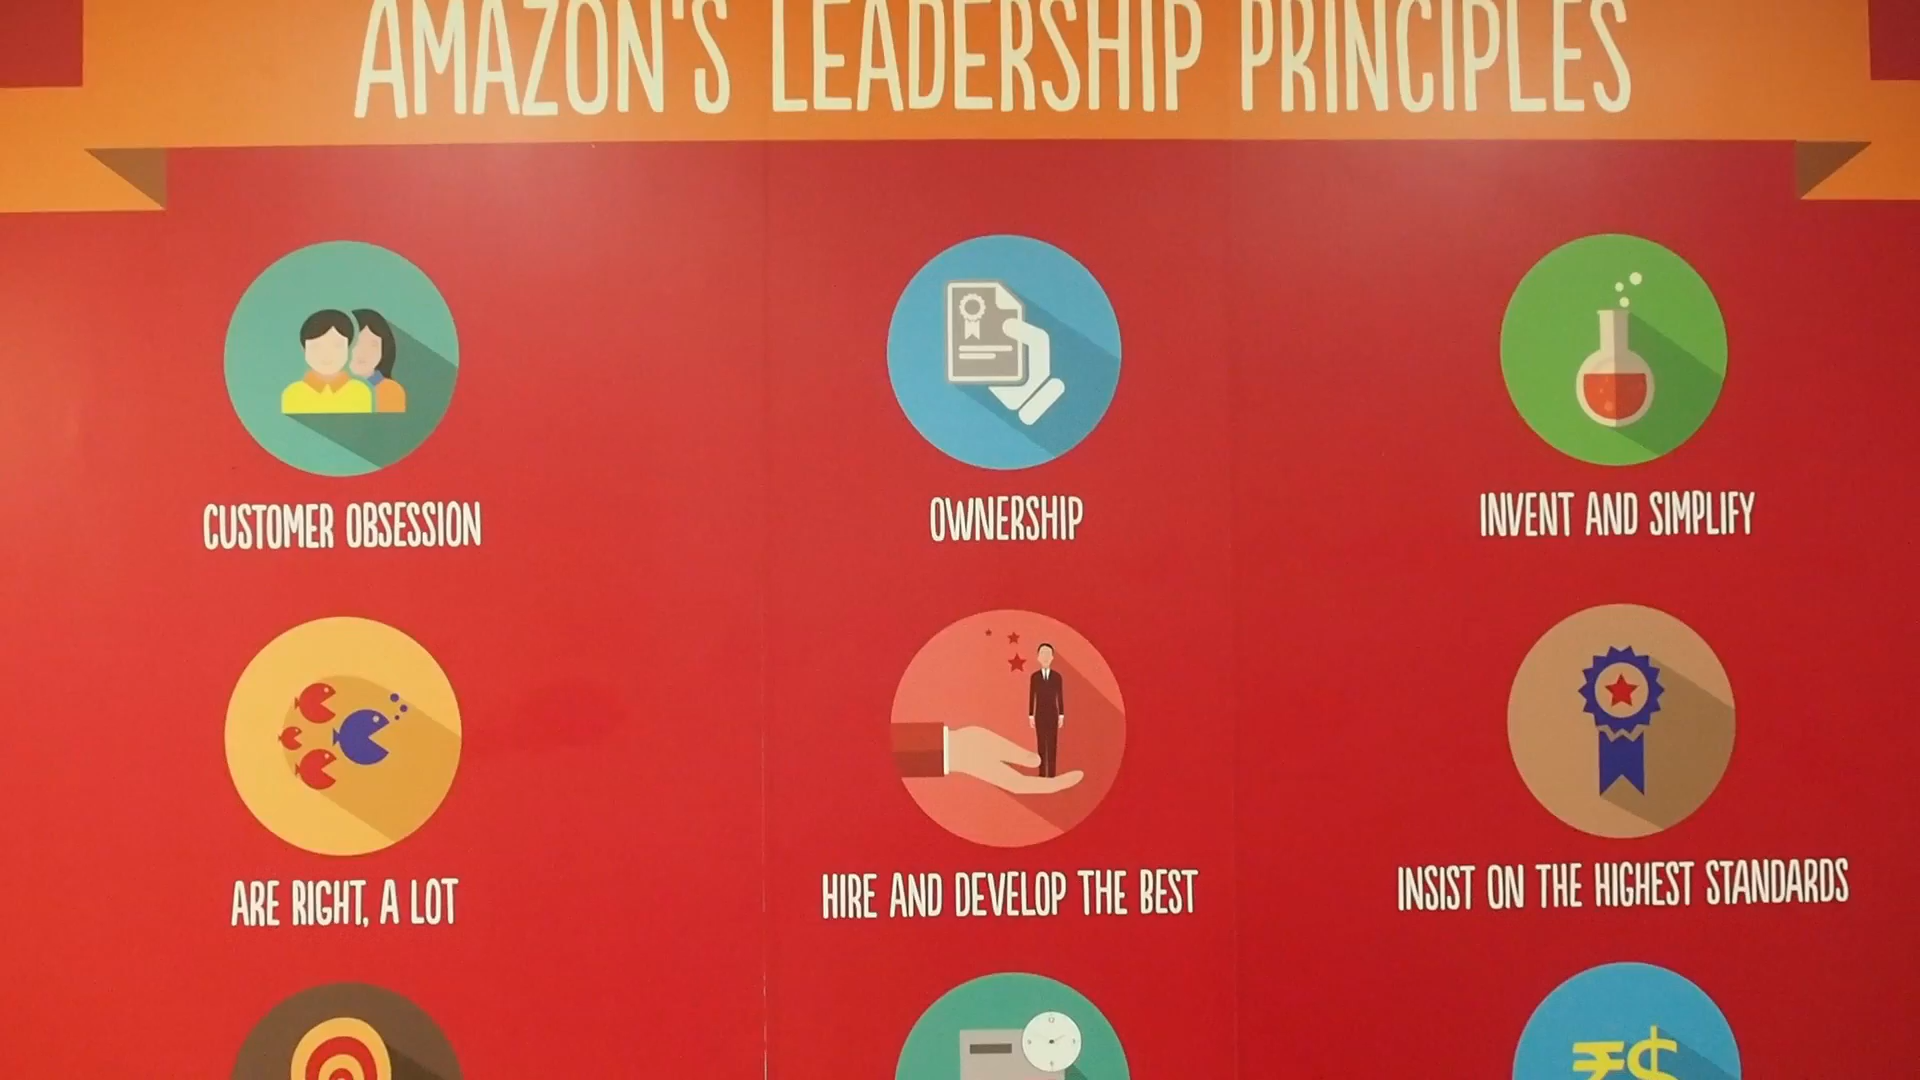 AMAZON'S LEADERSHIP PRINCIPLES
CUSTOMER OBSESSION
OWNERSHIP
INVENT AND SIMPLIFY
ARE RIGHT, A LOT
HIRE AND DEVELOP THE BEST
INSIST ON THE HIGHEST STANDARDS
₹$